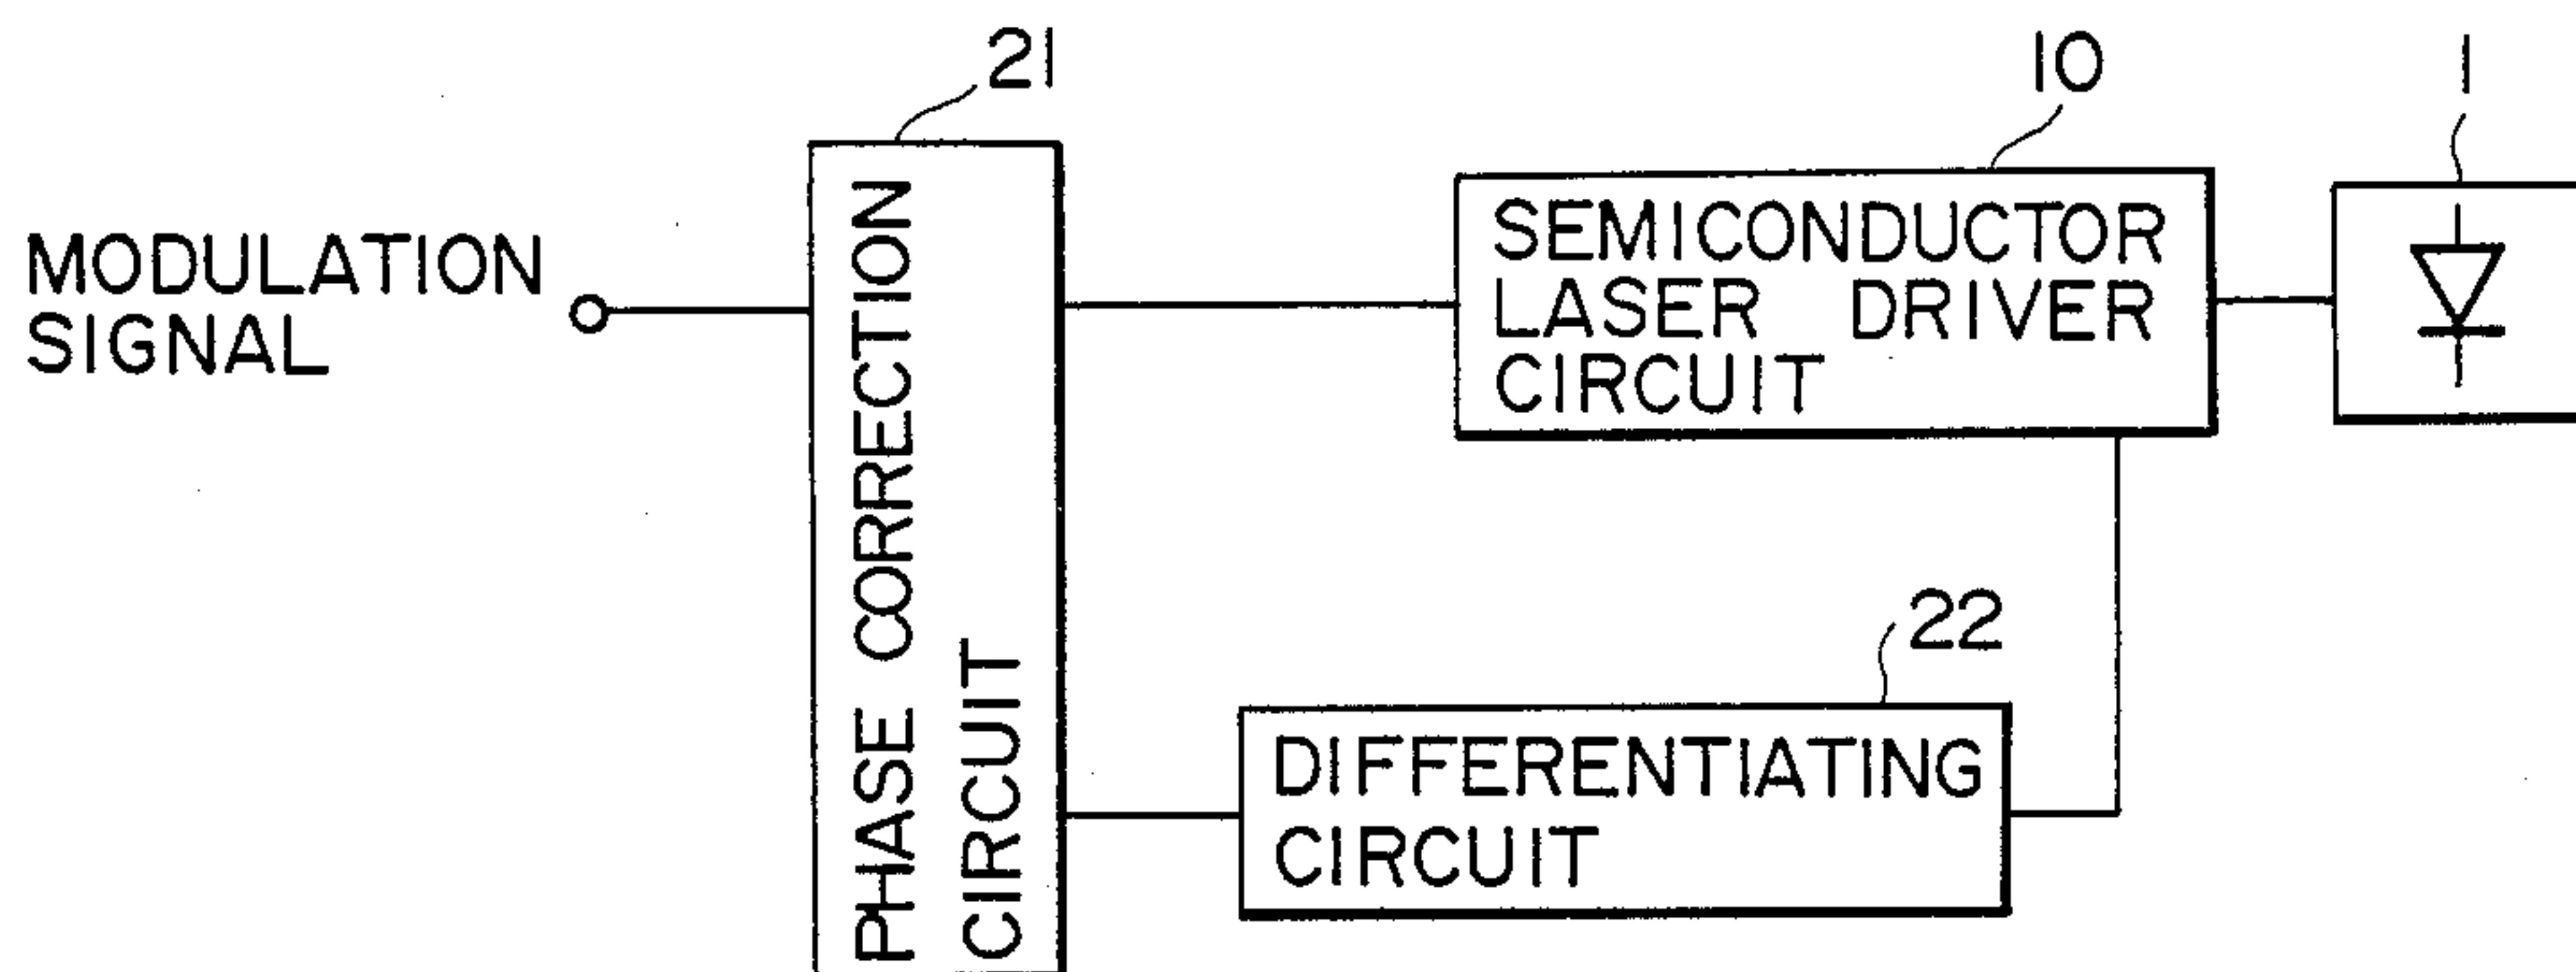 21
10
1
MODULATION
SIGNAL
PHASE CORRECTION
CIRCUIT
SEMICONDUCTOR
LASER DRIVER
CIRCUIT
22
DIFFERENTIATING
CIRCUIT